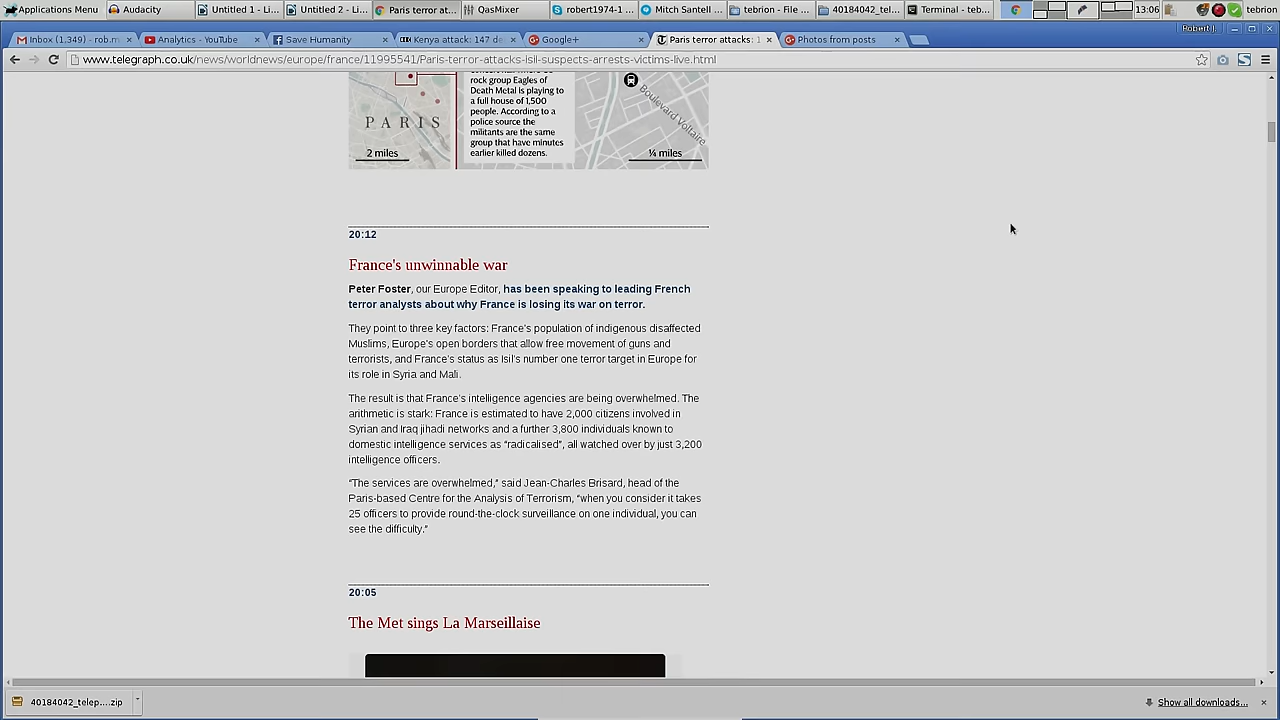 Applications Menu Audacity Untitled 1 - Li... Untitled 2 - Li... Paris terror at... QasMixer robert1974-1 ... Mitch Santell ... tebrion - File ... 40184042_tel... Terminal - teb... 13:06 tebrion
Robert I
Inbox (1,349) - rob.m Analytics - YouTube Save Humanity Kenya attack: 147 de Google+ Paris terror attacks: 1 Photos from posts
www.telegraph.co.uk/news/worldnews/europe/france/11995541/Paris-terror-attacks-isil-suspects-arrests-victims-live.html
rock group Eagles of
Death Metal is playing to
a full house of 1,500
people. According to a
police source the
militants are the same
group that have minutes
earlier killed dozens.
PARIS
2 miles
Boulevard Voltaire
¼ miles
20:12
France's unwinnable war
Peter Foster, our Europe Editor, has been speaking to leading French
terror analysts about why France is losing its war on terror.
They point to three key factors: France's population of indigenous disaffected
Muslims, Europe's open borders that allow free movement of guns and
terrorists, and France's status as Isil's number one terror target in Europe for
its role in Syria and Mali.
The result is that France's intelligence agencies are being overwhelmed. The
arithmetic is stark: France is estimated to have 2,000 citizens involved in
Syrian and Iraq jihadi networks and a further 3,800 individuals known to
domestic intelligence services as “radicalised”, all watched over by just 3,200
intelligence officers.
“The services are overwhelmed,” said Jean-Charles Brisard, head of the
Paris-based Centre for the Analysis of Terrorism, “when you consider it takes
25 officers to provide round-the-clock surveillance on one individual, you can
see the difficulty.”
20:05
The Met sings La Marseillaise
40184042_telep....zip
Show all downloads...